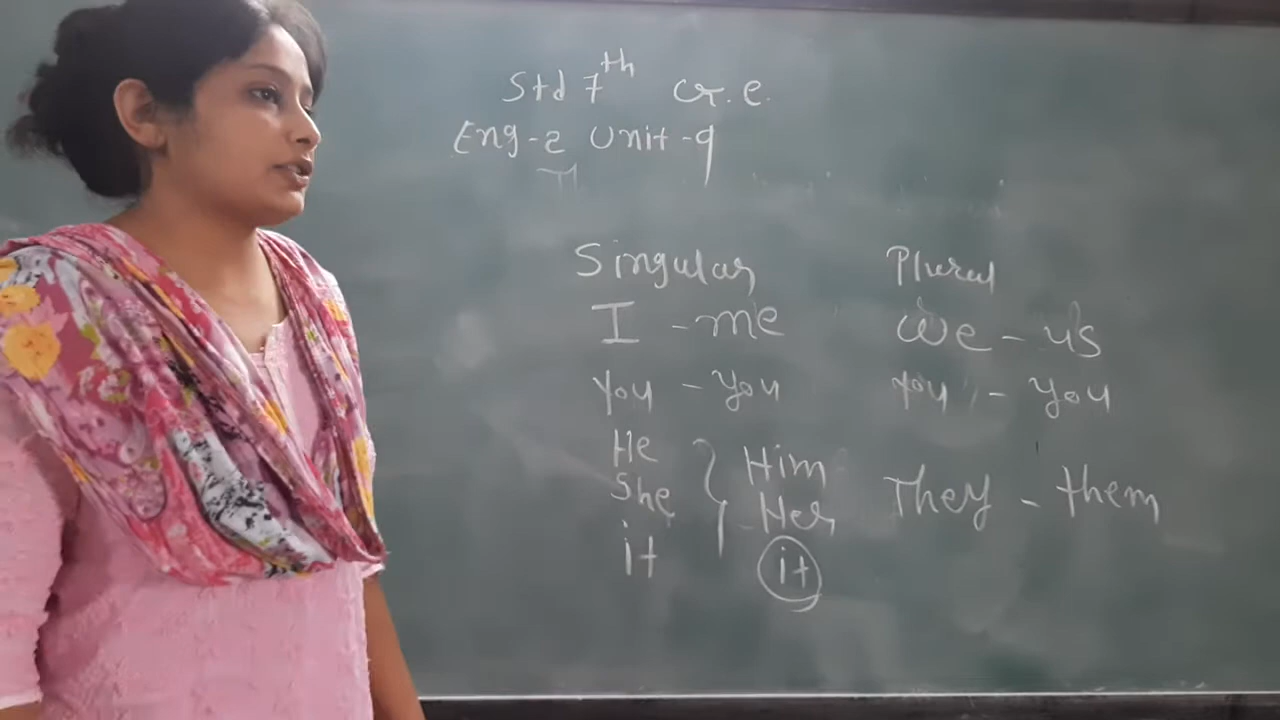 Std 7th G.E.
Eng-2 Unit-9
Singular Plural
I - me We - us
You - You You - You
He Him
She Her They - them
it it